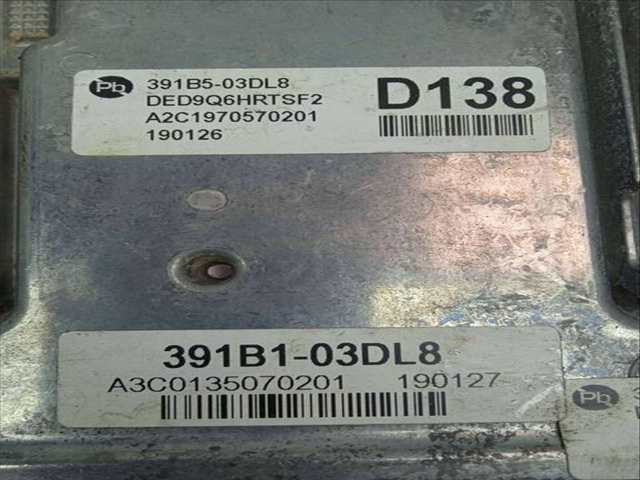 Pb 391B5-03DL8 D138
DED9Q6HRTSF2
A2C1970570201
190126
391B1-03DL8
A3C0135070201 190127
Pb